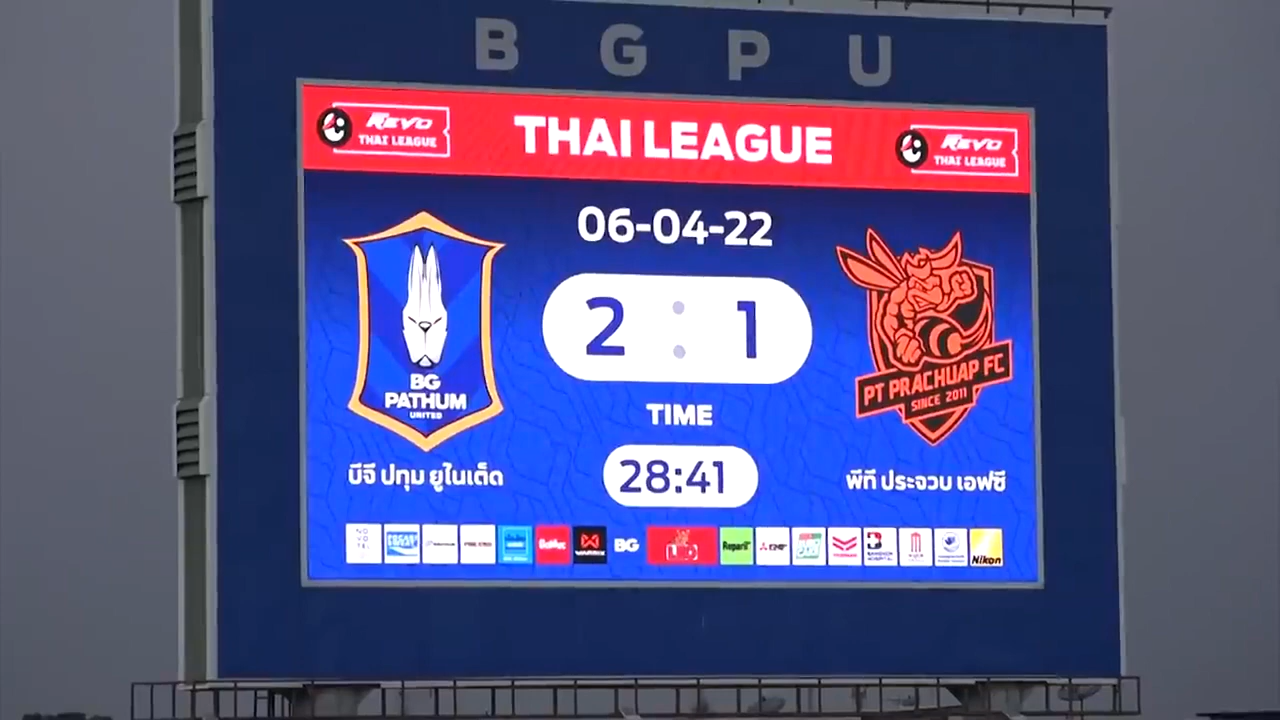 B G P U
REVO
THAI LEAGUE
THAI LEAGUE
REVO
THAI LEAGUE
06-04-22
2 : 1
BG
PATHUM
UNITED
PT PRACHUAP FC
SINCE 2011
TIME
28:41
บีจี ปทุม ยูไนเต็ด
พีที ประจวบ เอฟซี
BG
Nikon